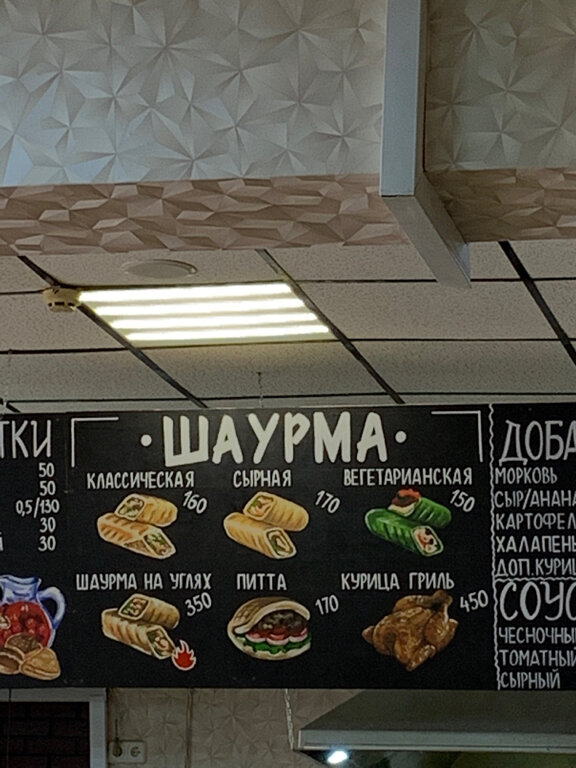 ТКИ
50
50
0,5/130
30
30
·ШАУРМА·
КЛАССИЧЕСКАЯ
160
СЫРНАЯ
170
ВЕГЕТАРИАНСКАЯ
150
ШАУРМА НА УГЛЯХ
350
ПИТТА
170
КУРИЦА ГРИЛЬ
450
ДОБА
МОРКОВЬ
СЫР/АНАНА
КАРТОФЕЛ
ХАЛАПЕНЬ
ДОП.КУРИЦ
СОУС
ЧЕСНОЧНЫ
ТОМАТНЫЙ
СЫРНЫЙ